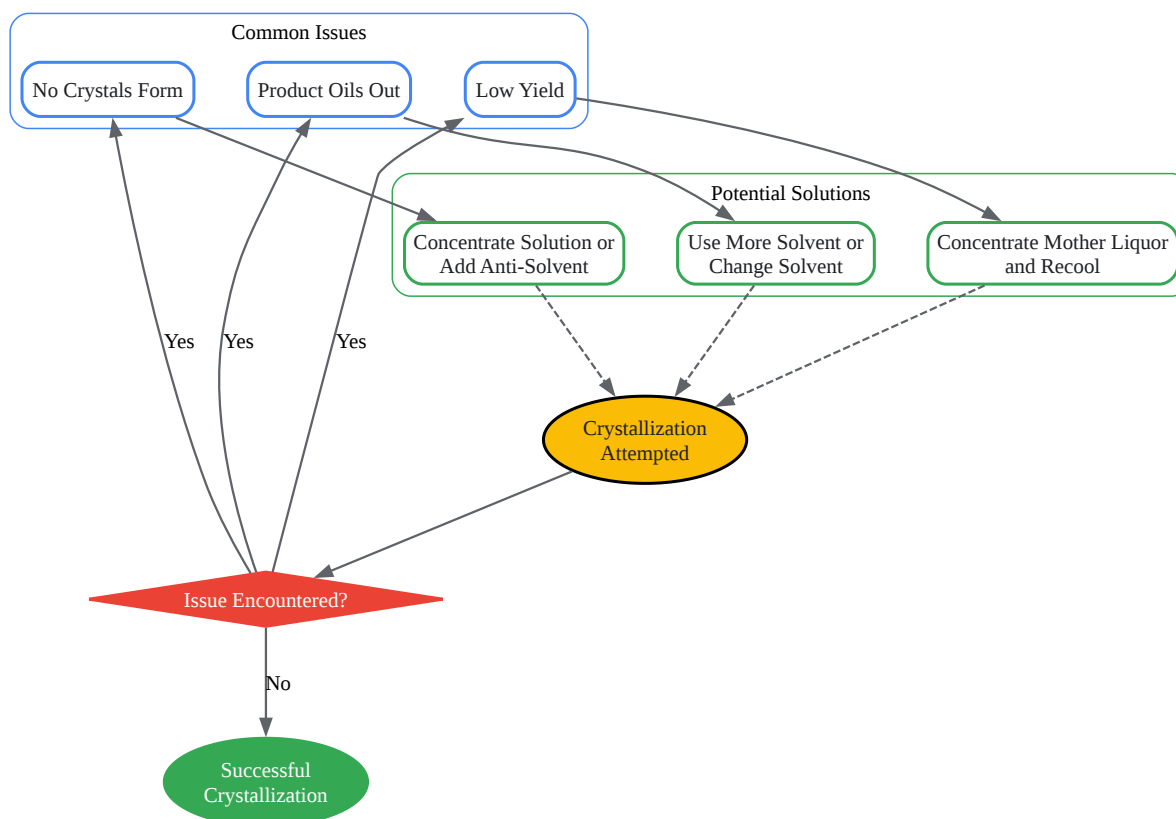 Common Issues
No Crystals Form
Product Oils Out
Low Yield
Potential Solutions
Concentrate Solution or
Add Anti-Solvent
Use More Solvent or
Change Solvent
Concentrate Mother Liquor
and Recool
Yes
Yes
Yes
Crystallization
Attempted
Issue Encountered?
No
Successful
Crystallization